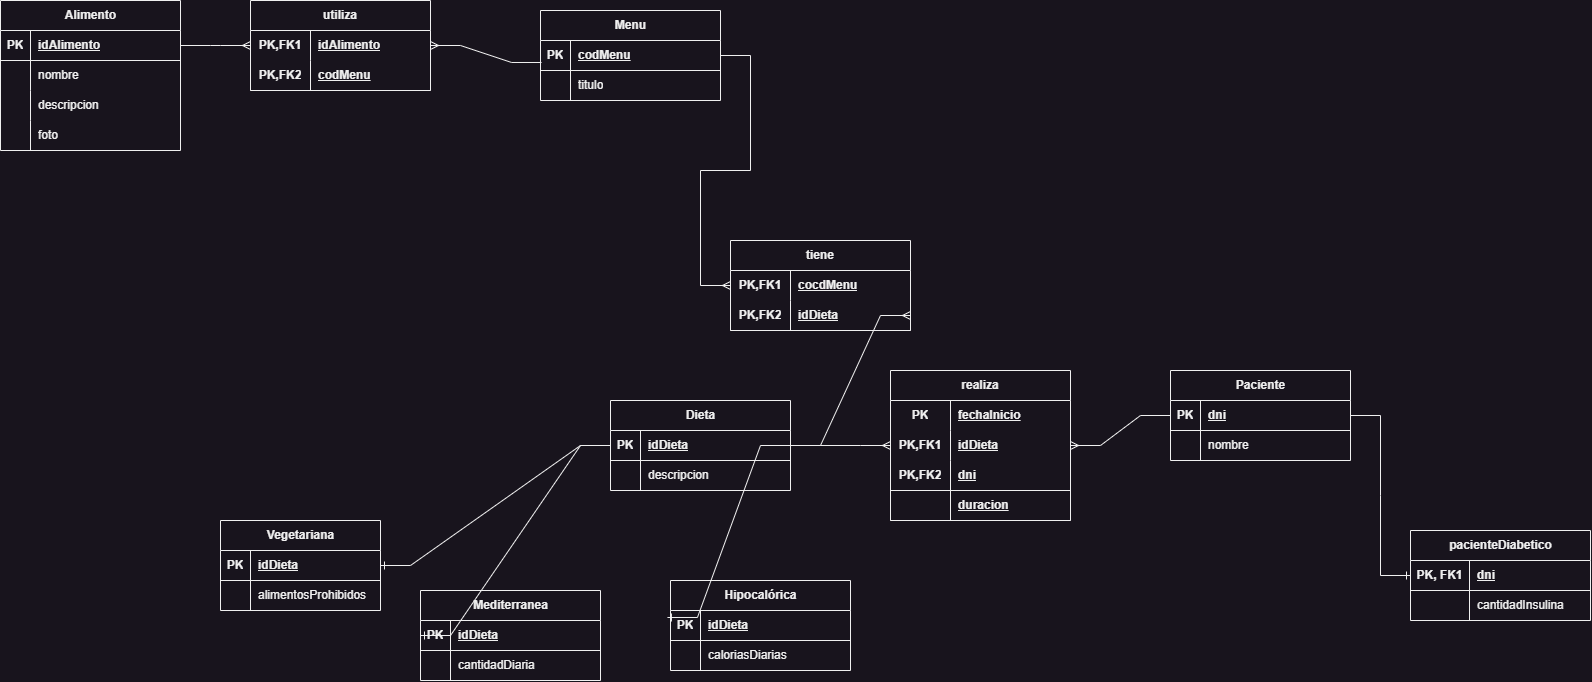 Alimento
PK idAlimento
nombre
descripcion
foto
utiliza
PK,FK1 idAlimento
PK,FK2 codMenu
Menu
PK codMenu
titulo
tiene
PK,FK1 cocdMenu
PK,FK2 idDieta
Dieta
PK idDieta
descripcion
realiza
PK fechaInicio
PK,FK1 idDieta
PK,FK2 dni
duracion
Paciente
PK dni
nombre
Vegetariana
PK idDieta
alimentosProhibidos
Mediterranea
PK idDieta
cantidadDiaria
Hipocalórica
PK idDieta
caloriasDiarias
pacienteDiabetico
PK, FK1 dni
cantidadInsulina